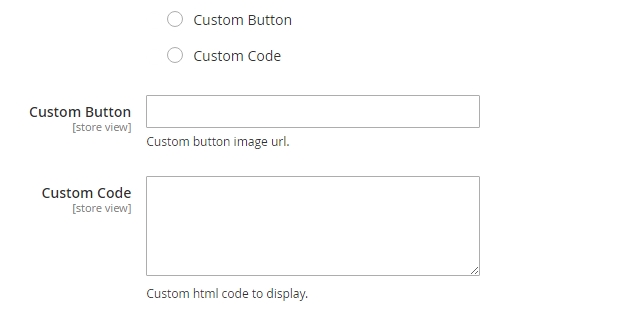 Custom Button
Custom Code
Custom Button
[store view]
Custom button image url.
Custom Code
[store view]
Custom html code to display.